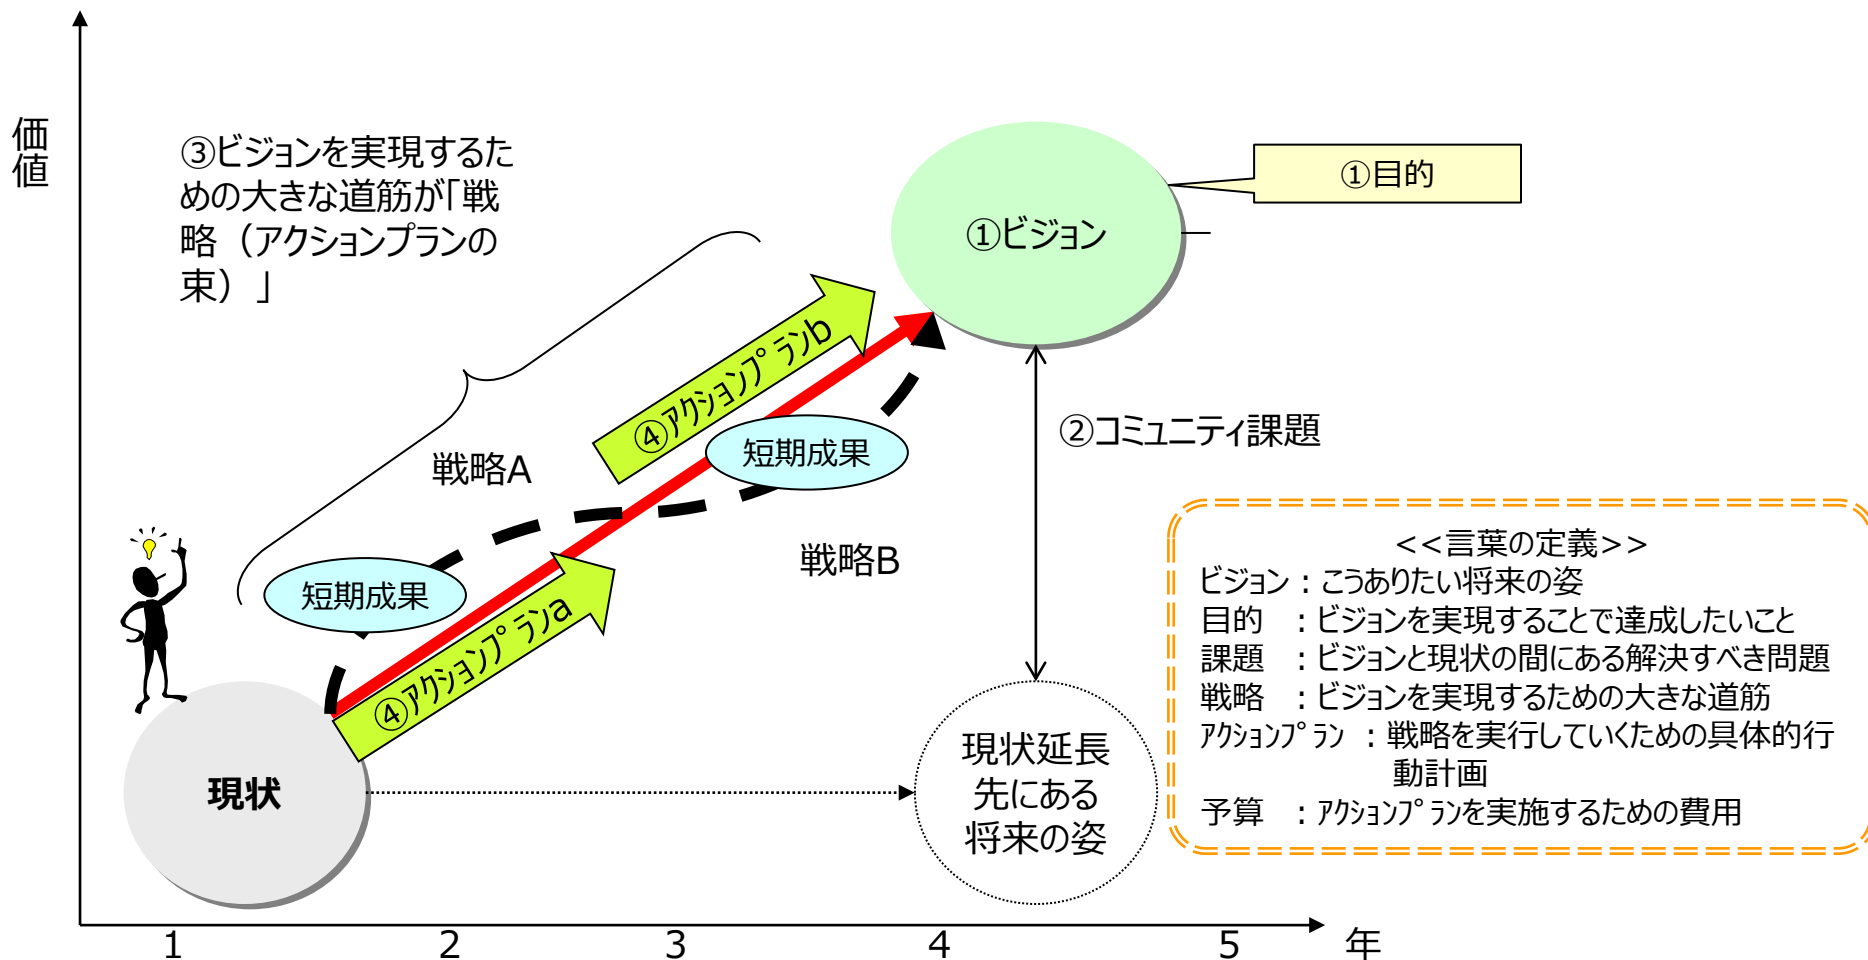 価値
③ビジョンを実現するた
めの大きな道筋が「戦
略（アクションプランの
束）」
①目的
①ビジョン
④アクションプランb
短期成果
②コミュニティ課題
戦略A
戦略B
短期成果
④アクションプランa
現状
現状延長
先にある
将来の姿
<<言葉の定義>>
ビジョン：こうありたい将来の姿
目的　：ビジョンを実現することで達成したいこと
課題　：ビジョンと現状の間にある解決すべき問題
戦略　：ビジョンを実現するための大きな道筋
ｱｸｼｮﾝﾌﾟﾗﾝ ：戦略を実行していくための具体的行
動計画
予算　：ｱｸｼｮﾝﾌﾟﾗﾝを実施するための費用
1 2 3 4 5 年